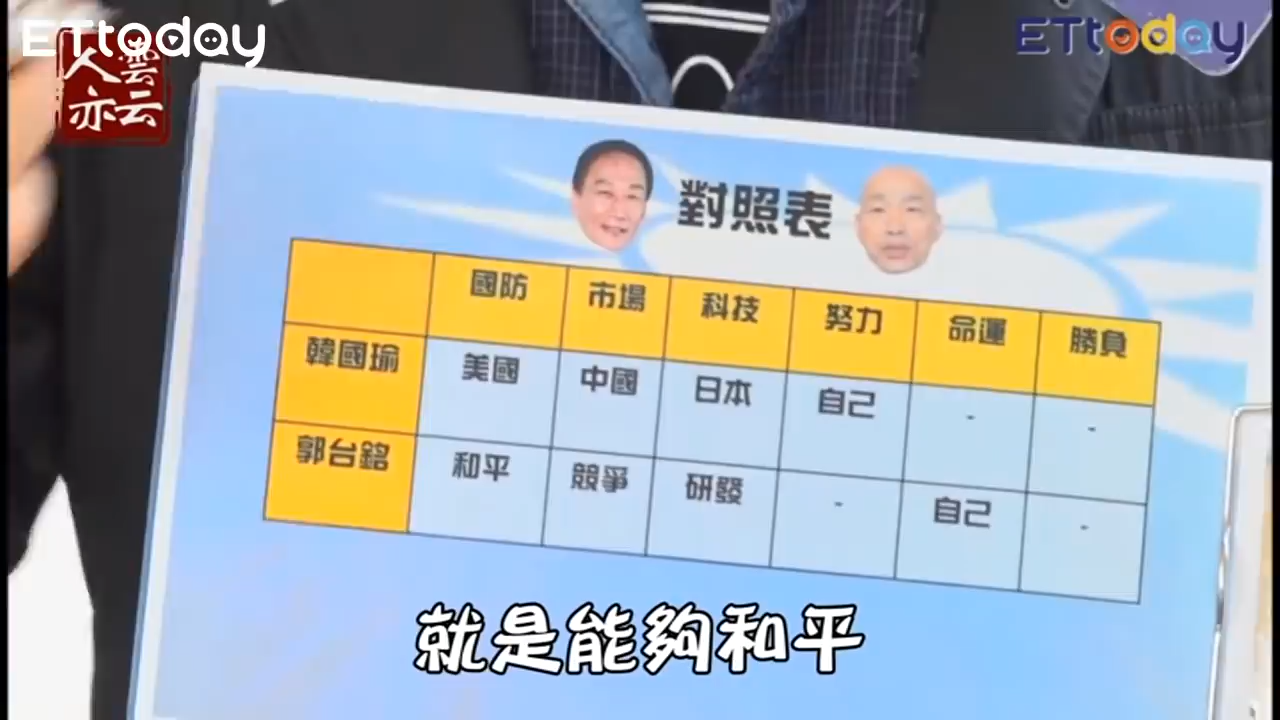 ETtoday
ETtoday
人雲
亦云
對照表
國防 市場 科技 努力 命運 勝負
韓國瑜 美國 中國 日本 自己 - -
郭台銘 和平 競爭 研發 - 自己 -
就是能夠和平